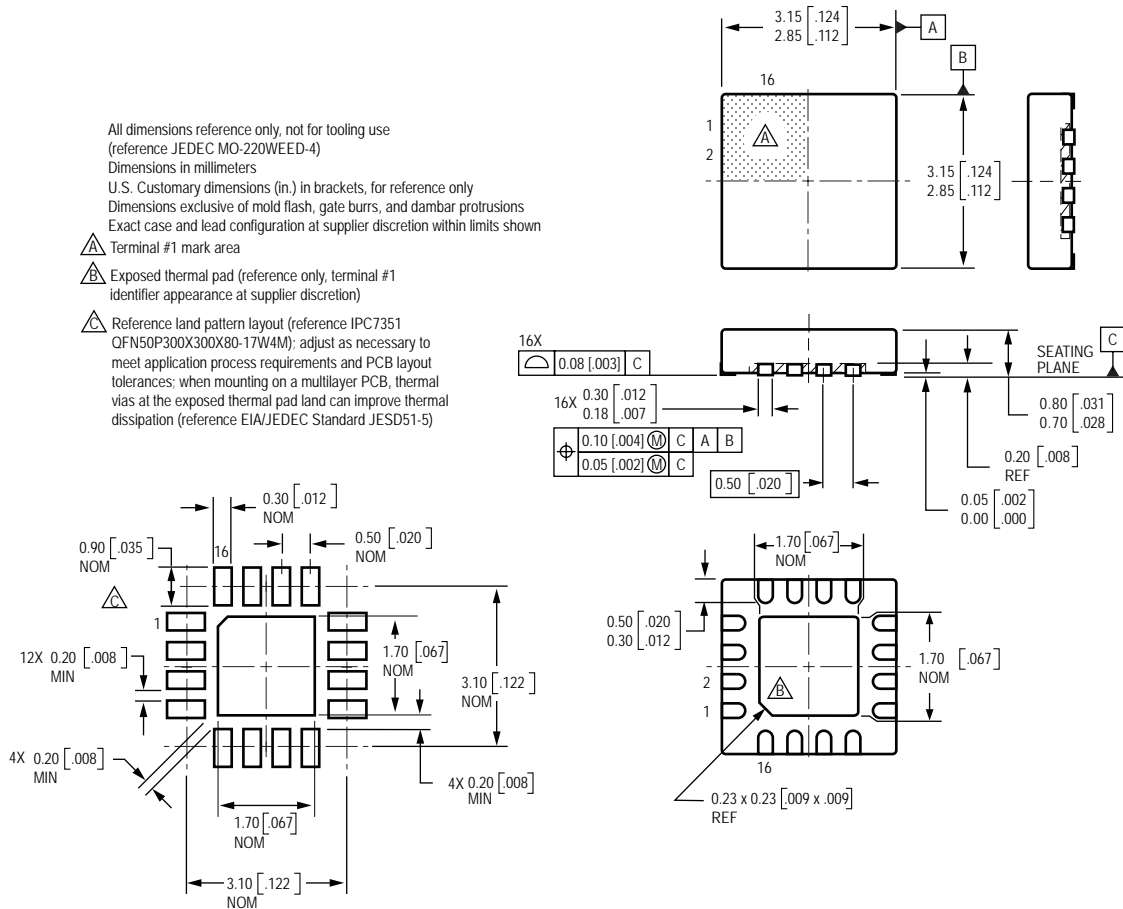 3.15 [.124]
2.85 [.112]
A
B
16
1
2
A
3.15 [.124]
2.85 [.112]
All dimensions reference only, not for tooling use
(reference JEDEC MO-220WEED-4)
Dimensions in millimeters
U.S. Customary dimensions (in.) in brackets, for reference only
Dimensions exclusive of mold flash, gate burrs, and dambar protrusions
Exact case and lead configuration at supplier discretion within limits shown
A Terminal #1 mark area
B Exposed thermal pad (reference only, terminal #1
identifier appearance at supplier discretion)
C Reference land pattern layout (reference IPC7351
QFN50P300X300X80-17W4M); adjust as necessary to
meet application process requirements and PCB layout
tolerances; when mounting on a multilayer PCB, thermal
vias at the exposed thermal pad land can improve thermal
dissipation (reference EIA/JEDEC Standard JESD51-5)
16X
0.08 [.003] C
SEATING
PLANE
C
16X 0.30 [.012]
0.18 [.007]
0.10 [.004] M C A B
0.05 [.002] M C
0.50 [.020]
0.80 [.031]
0.70 [.028]
0.20 [.008]
REF
0.05 [.002]
0.00 [.000]
0.30 [.012]
NOM
0.50 [.020]
NOM
0.90 [.035]
NOM
16
C
1
12X 0.20 [.008]
MIN
1.70 [.067]
NOM
3.10 [.122]
NOM
4X 0.20 [.008]
MIN
4X 0.20 [.008]
MIN
1.70 [.067]
NOM
3.10 [.122]
NOM
1.70 [.067]
NOM
0.50 [.020]
0.30 [.012]
1.70 [.067]
NOM
2
B
1
16
0.23 x 0.23 [.009 x .009]
REF